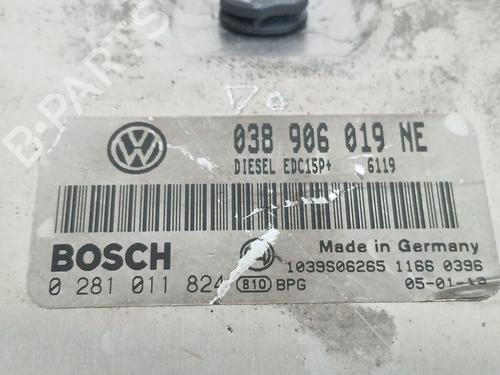 B-PARTS
038 906 019 NE
DIESEL EDC15P+ 6119
BOSCH
Made in Germany
0 281 011 824
810 BPG
1039S06265 1166 0396